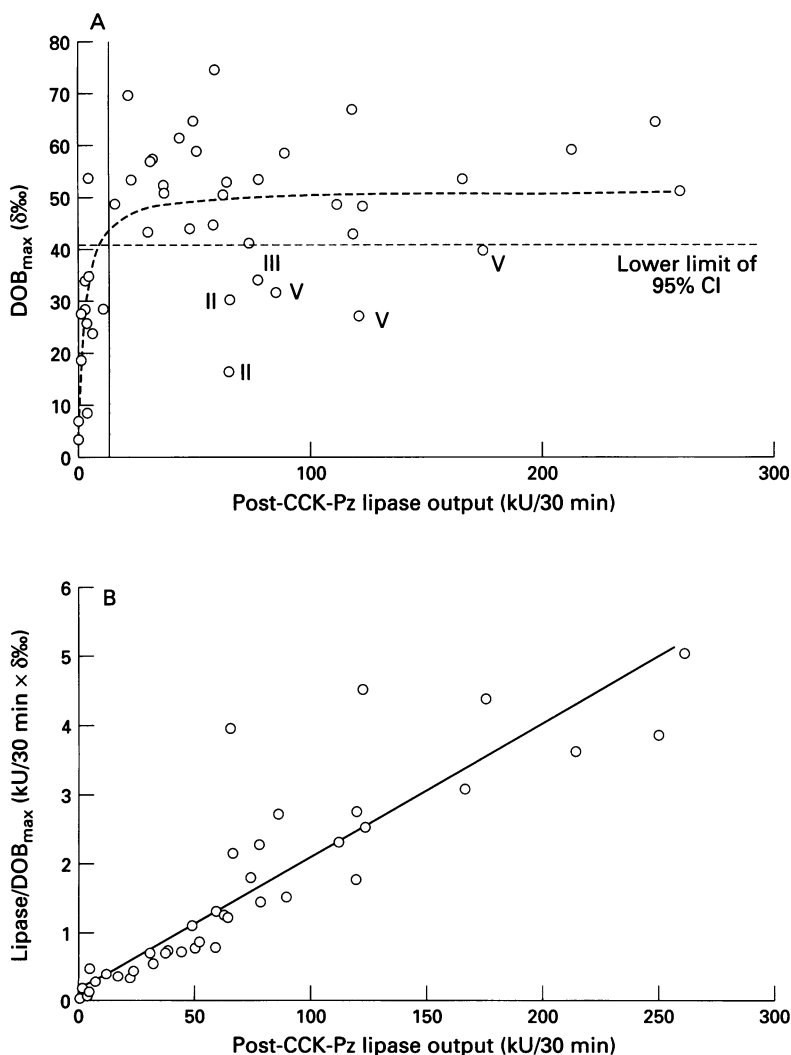 A
80
70
60
50
40
30
20
10
0
DOBmax (δ‰)
III
II
V
V
V
II
Lower limit of
95% CI
0
100
200
300
Post-CCK-Pz lipase output (kU/30 min)
B
6
5
4
3
2
1
0
Lipase/DOBmax (kU/30 min × δ‰)
0
50
100
150
200
250
300
Post-CCK-Pz lipase output (kU/30 min)